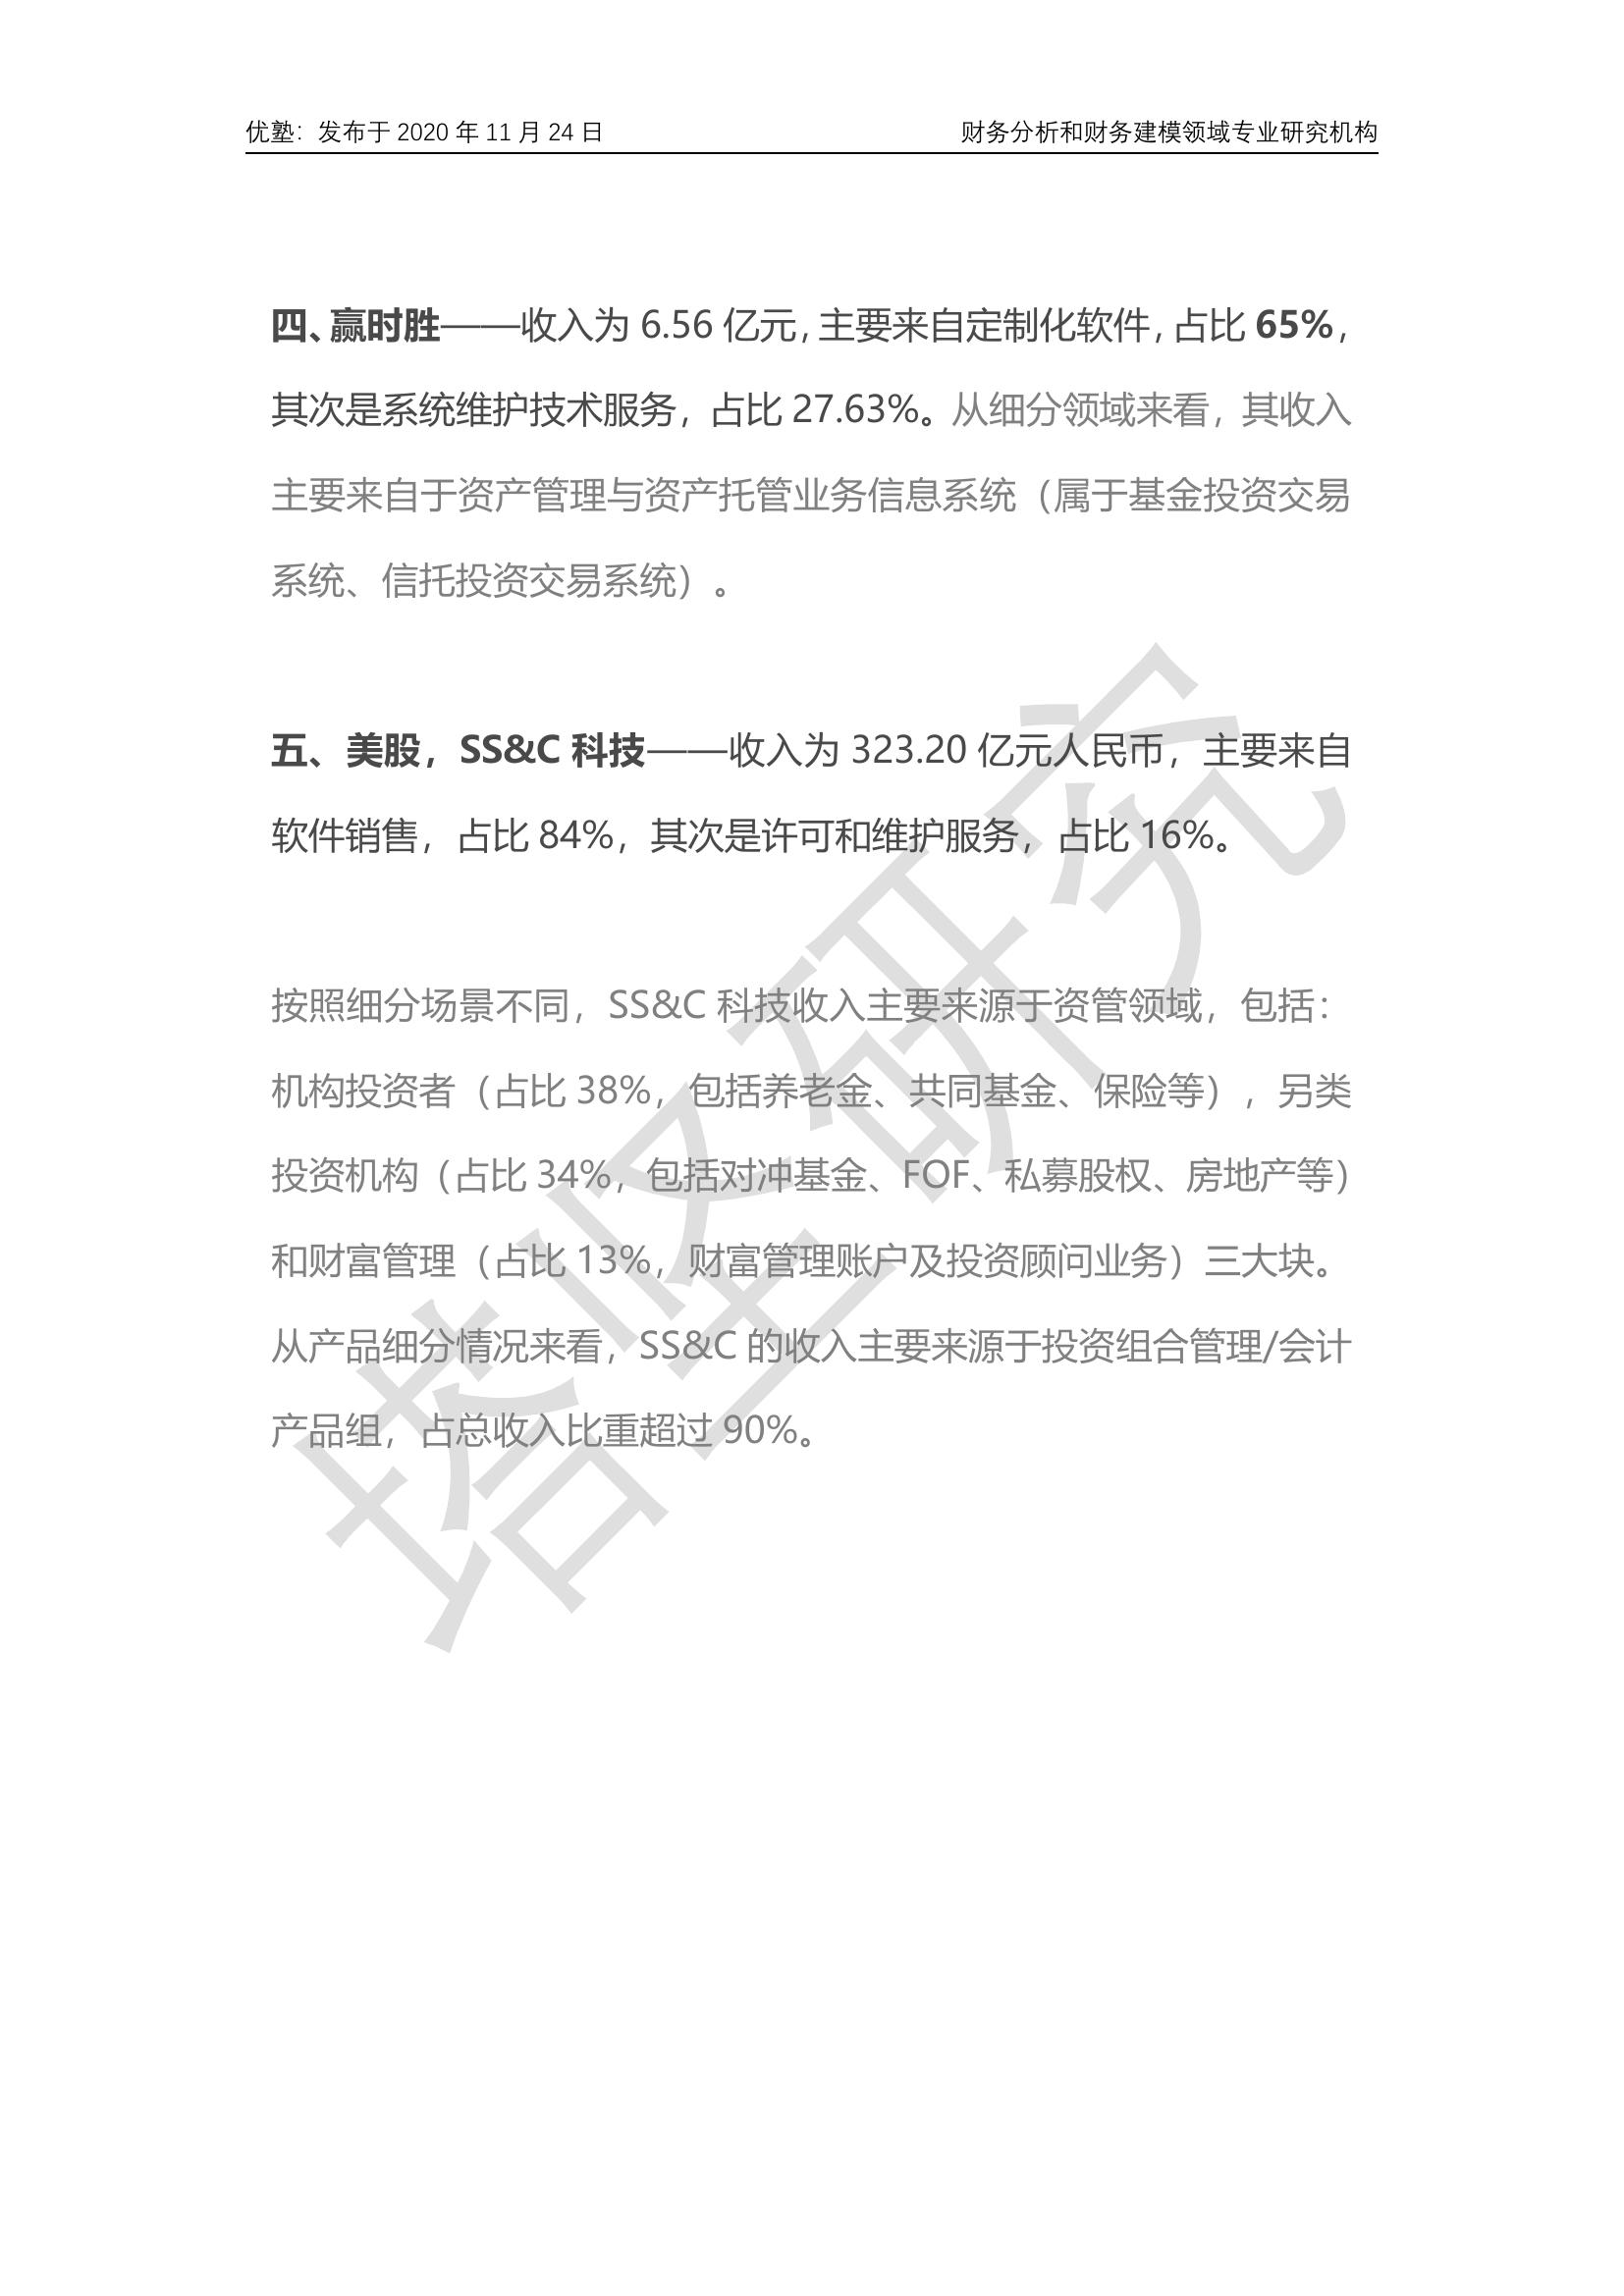 优塾：发布于 2020 年 11 月 24 日 财务分析和财务建模领域专业研究机构
四、赢时胜——收入为 6.56 亿元，主要来自定制化软件，占比 65%，
其次是系统维护技术服务，占比 27.63%。从细分领域来看，其收入
主要来自于资产管理与资产托管业务信息系统（属于基金投资交易
系统、信托投资交易系统）。
五、美股，SS&C 科技——收入为 323.20 亿元人民币，主要来自
软件销售，占比 84%，其次是许可和维护服务，占比 16%。
按照细分场景不同，SS&C 科技收入主要来源于资管领域，包括：
机构投资者（占比 38%，包括养老金、共同基金、保险等），另类
投资机构（占比 34%，包括对冲基金、FOF、私募股权、房地产等）
和财富管理（占比 13%，财富管理账户及投资顾问业务）三大块。
从产品细分情况来看，SS&C 的收入主要来源于投资组合管理/会计
产品组，占总收入比重超过 90%。
塔坚研究